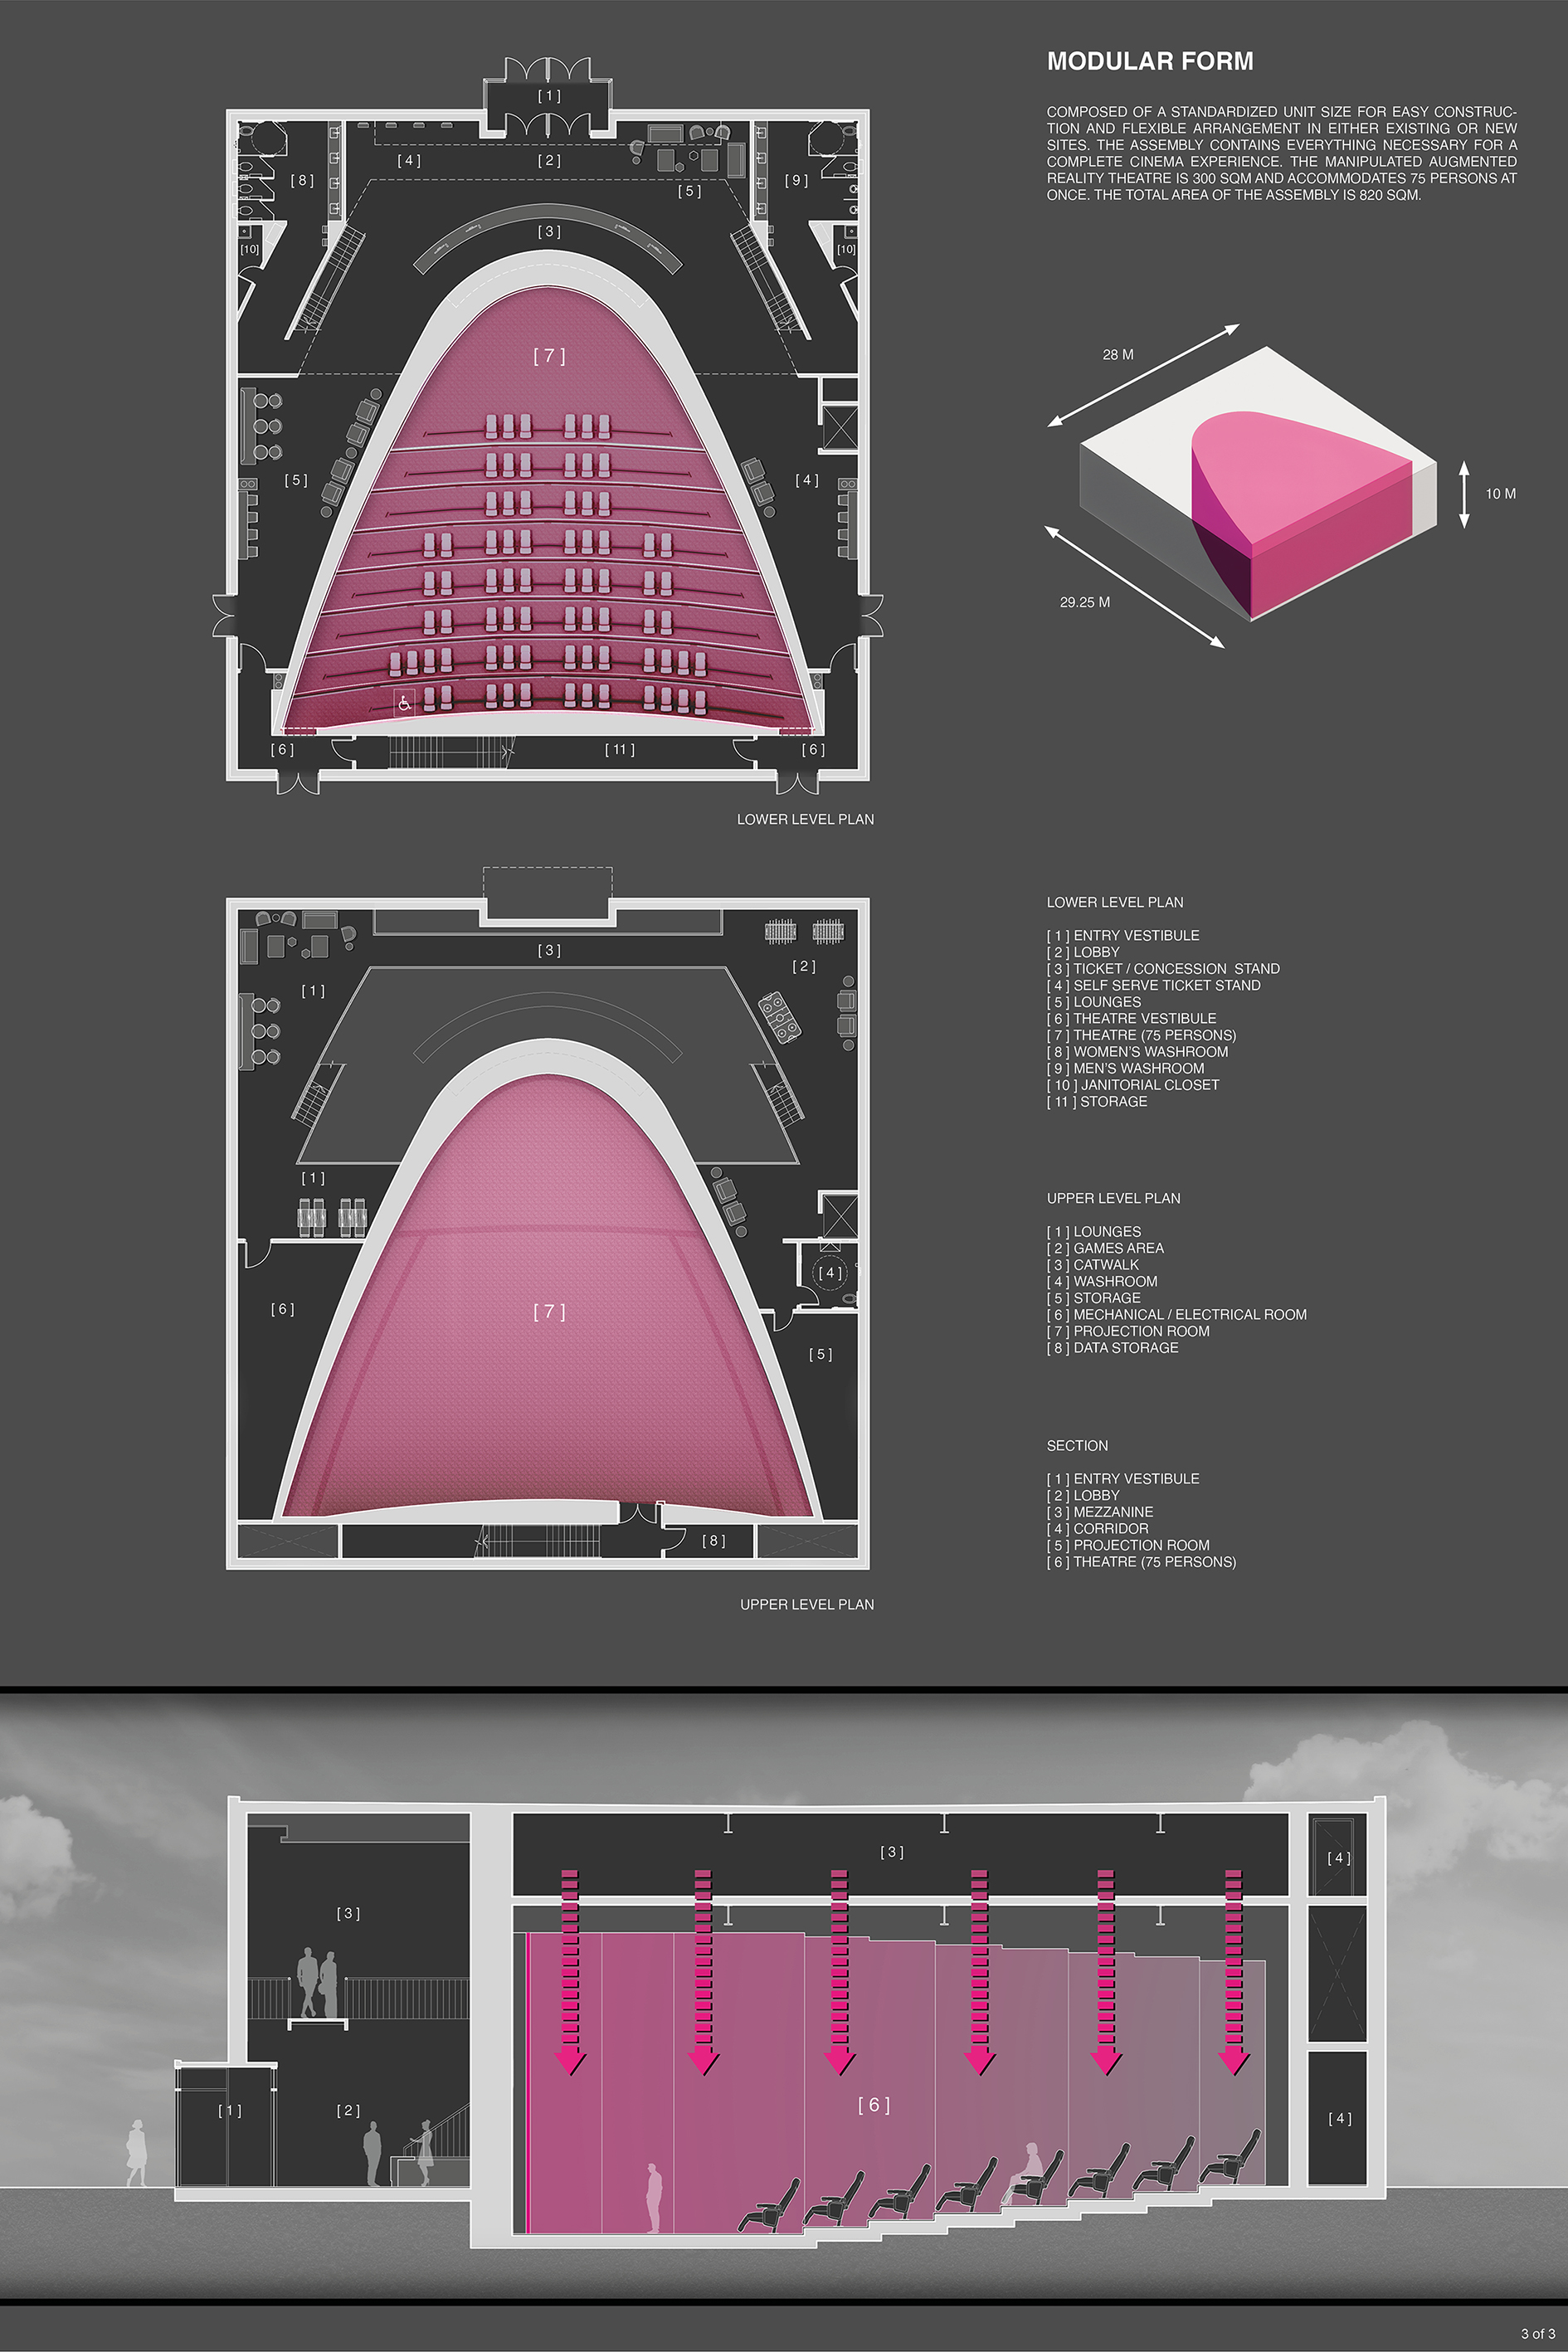 MODULAR FORM
COMPOSED OF A STANDARDIZED UNIT SIZE FOR EASY CONSTRUC-
TION AND FLEXIBLE ARRANGEMENT IN EITHER EXISTING OR NEW
SITES. THE ASSEMBLY CONTAINS EVERYTHING NECESSARY FOR A
COMPLETE CINEMA EXPERIENCE. THE MANIPULATED AUGMENTED
REALITY THEATRE IS 300 SQM AND ACCOMMODATES 75 PERSONS AT
ONCE. THE TOTAL AREA OF THE ASSEMBLY IS 820 SQM.
[ 1 ]
[ 4 ]
[ 2 ]
[ 8 ]
[ 9 ]
[ 5 ]
[ 3 ]
[10]
[10]
[ 7 ]
[ 5 ]
[ 4 ]
[ 6 ]
[ 11 ]
[ 6 ]
LOWER LEVEL PLAN
28 M
10 M
29.25 M
[ 3 ]
[ 2 ]
[ 1 ]
[ 1 ]
[ 4 ]
[ 6 ]
[ 7 ]
[ 5 ]
[ 8 ]
UPPER LEVEL PLAN
LOWER LEVEL PLAN
[ 1 ] ENTRY VESTIBULE
[ 2 ] LOBBY
[ 3 ] TICKET / CONCESSION STAND
[ 4 ] SELF SERVE TICKET STAND
[ 5 ] LOUNGES
[ 6 ] THEATRE VESTIBULE
[ 7 ] THEATRE (75 PERSONS)
[ 8 ] WOMEN'S WASHROOM
[ 9 ] MEN'S WASHROOM
[ 10 ] JANITORIAL CLOSET
[ 11 ] STORAGE
UPPER LEVEL PLAN
[ 1 ] LOUNGES
[ 2 ] GAMES AREA
[ 3 ] CATWALK
[ 4 ] WASHROOM
[ 5 ] STORAGE
[ 6 ] MECHANICAL / ELECTRICAL ROOM
[ 7 ] PROJECTION ROOM
[ 8 ] DATA STORAGE
SECTION
[ 1 ] ENTRY VESTIBULE
[ 2 ] LOBBY
[ 3 ] MEZZANINE
[ 4 ] CORRIDOR
[ 5 ] PROJECTION ROOM
[ 6 ] THEATRE (75 PERSONS)
[ 3 ]
[ 4 ]
[ 3 ]
[ 6 ]
[ 1 ]
[ 2 ]
[ 4 ]
3 of 3